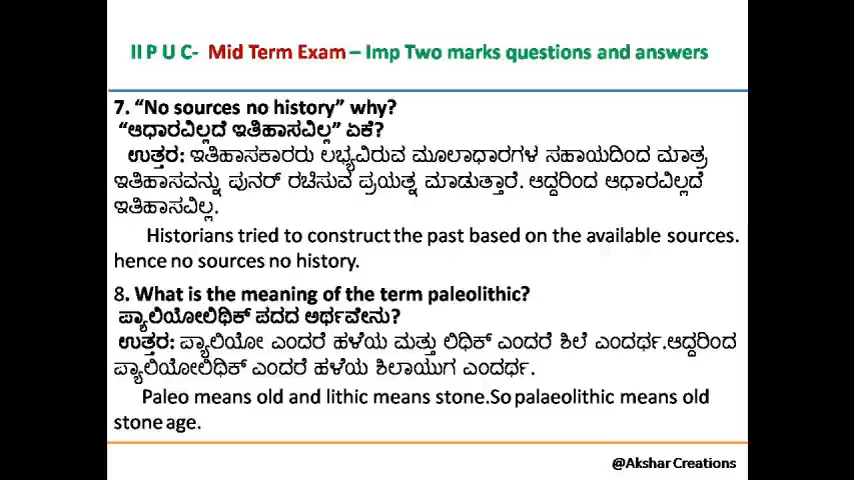 II P U C- Mid Term Exam – Imp Two marks questions and answers
7. “No sources no history” why?
“ಆಧಾರವಿಲ್ಲದೆ ಇತಿಹಾಸವಿಲ್ಲ” ಏಕೆ?
ಉತ್ತರ: ಇತಿಹಾಸಕಾರರು ಲಭ್ಯವಿರುವ ಮೂಲಾಧಾರಗಳ ಸಹಾಯದಿಂದ ಮಾತ್ರ
ಇತಿಹಾಸವನ್ನು ಪುನರ್ ರಚಿಸುವ ಪ್ರಯತ್ನ ಮಾಡುತ್ತಾರೆ. ಆದ್ದರಿಂದ ಆಧಾರವಿಲ್ಲದೆ
ಇತಿಹಾಸವಿಲ್ಲ.
Historians tried to construct the past based on the available sources.
hence no sources no history.
8. What is the meaning of the term paleolithic?
ಪ್ಯಾಲಿಯೋಲಿಥಿಕ್ ಪದದ ಅರ್ಥವೇನು?
ಉತ್ತರ: ಪ್ಯಾಲಿಯೋ ಎಂದರೆ ಹಳೆಯ ಮತ್ತು ಲಿಥಿಕ್ ಎಂದರೆ ಶಿಲೆ ಎಂದರ್ಥ.ಆದ್ದರಿಂದ
ಪ್ಯಾಲಿಯೋಲಿಥಿಕ್ ಎಂದರೆ ಹಳೆಯ ಶಿಲಾಯುಗ ಎಂದರ್ಥ.
Paleo means old and lithic means stone.So palaeolithic means old
stone age.
@Akshar Creations